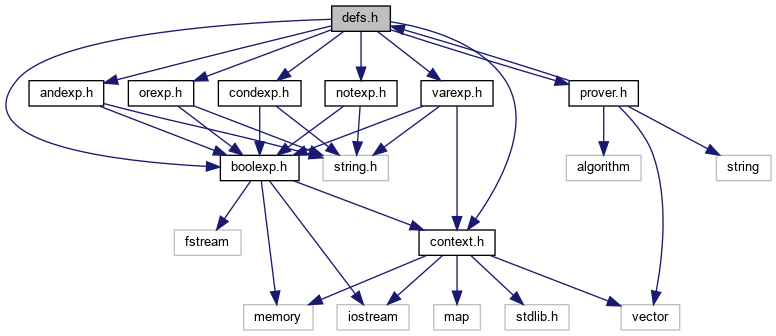 defs.h
andexp.h
orexp.h
condexp.h
notexp.h
varexp.h
prover.h
boolexp.h
string.h
algorithm
string
fstream
context.h
memory
iostream
map
stdlib.h
vector